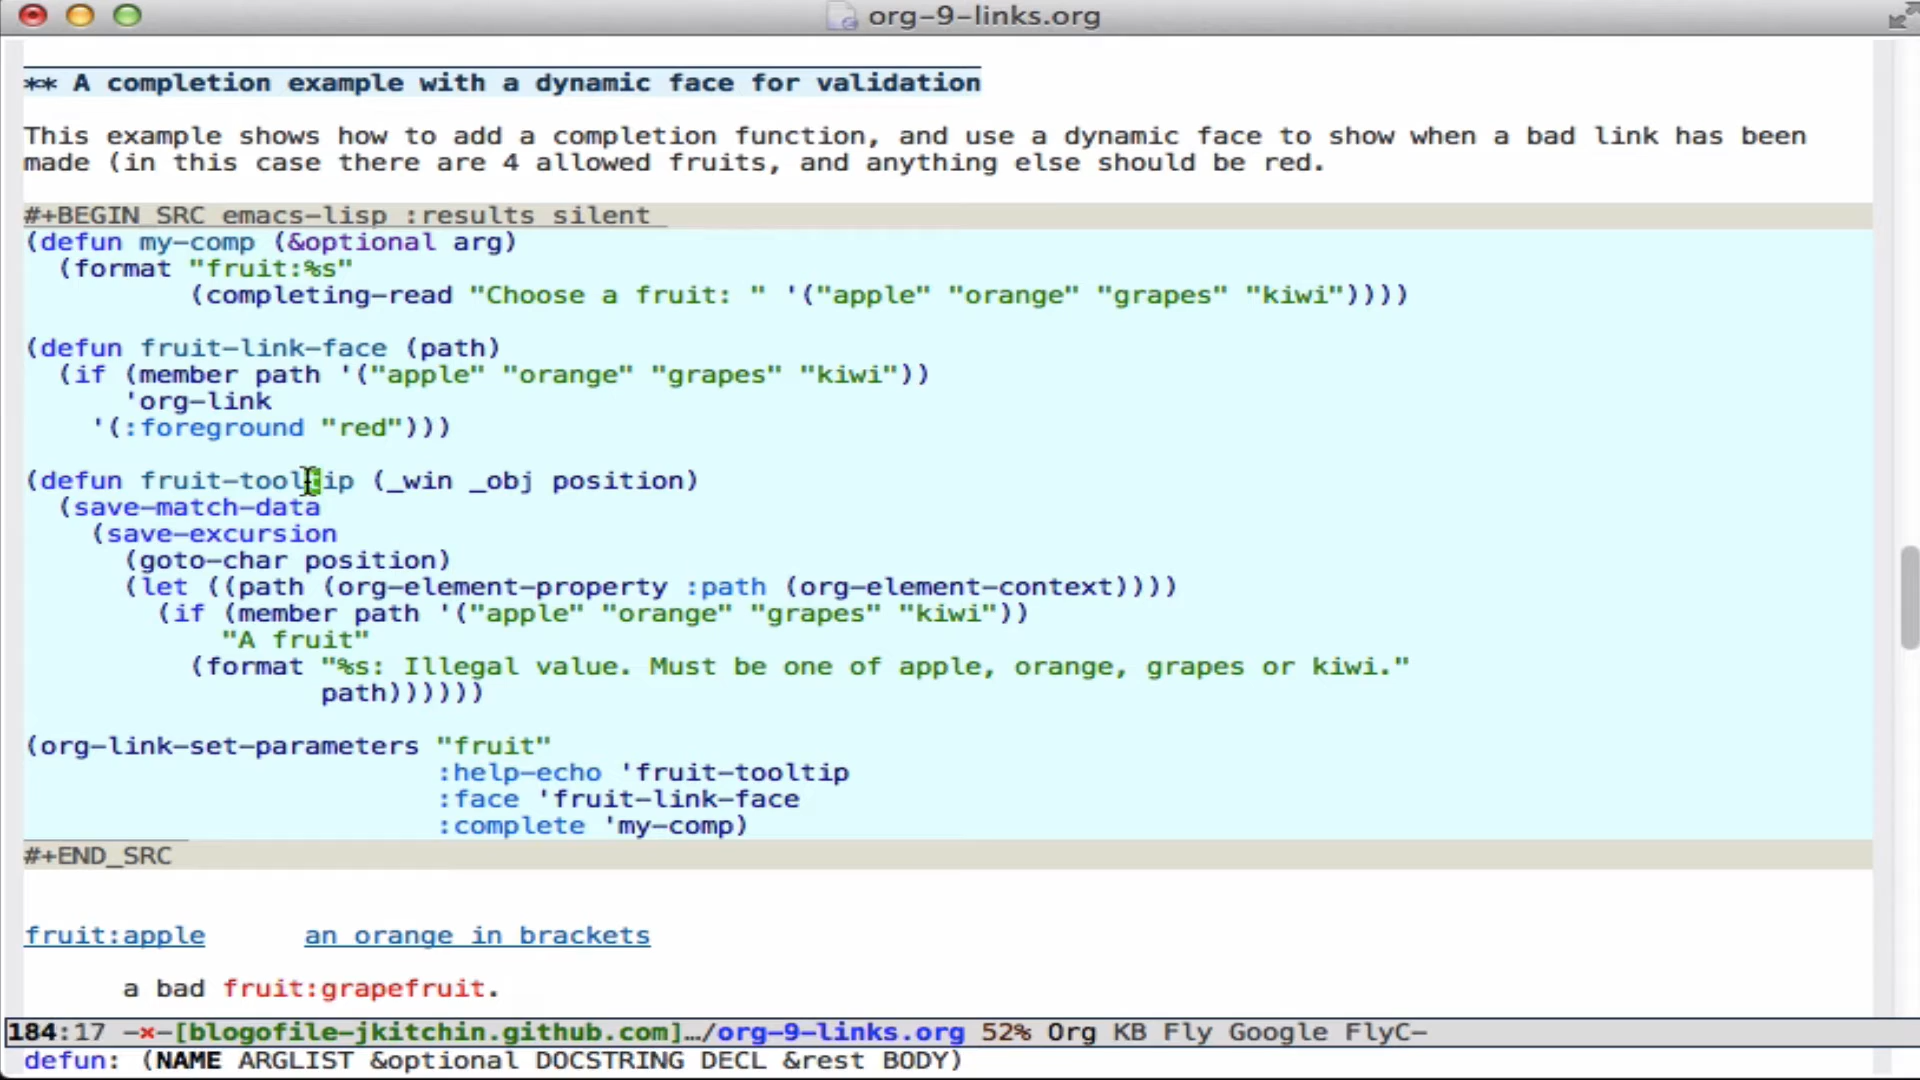 org-9-links.org
** A completion example with a dynamic face for validation
This example shows how to add a completion function, and use a dynamic face to show when a bad link has been
made (in this case there are 4 allowed fruits, and anything else should be red.
#+BEGIN_SRC emacs-lisp :results silent
(defun my-comp (&optional arg)
  (format "fruit:%s"
          (completing-read "Choose a fruit: " '("apple" "orange" "grapes" "kiwi"))))
(defun fruit-link-face (path)
  (if (member path '("apple" "orange" "grapes" "kiwi"))
      'org-link
    '(:foreground "red")))
(defun fruit-tooltip (_win _obj position)
  (save-match-data
    (save-excursion
      (goto-char position)
      (let ((path (org-element-property :path (org-element-context))))
        (if (member path '("apple" "orange" "grapes" "kiwi"))
            "A fruit"
          (format "%s: Illegal value. Must be one of apple, orange, grapes or kiwi."
                  path))))))
(org-link-set-parameters "fruit"
                         :help-echo 'fruit-tooltip
                         :face 'fruit-link-face
                         :complete 'my-comp)
#+END_SRC
fruit:apple      an orange in brackets
      a bad fruit:grapefruit.
184:17 -×-[blogofile-jkitchin.github.com]…/org-9-links.org 52% Org KB Fly Google FlyC-
defun: (NAME ARGLIST &optional DOCSTRING DECL &rest BODY)